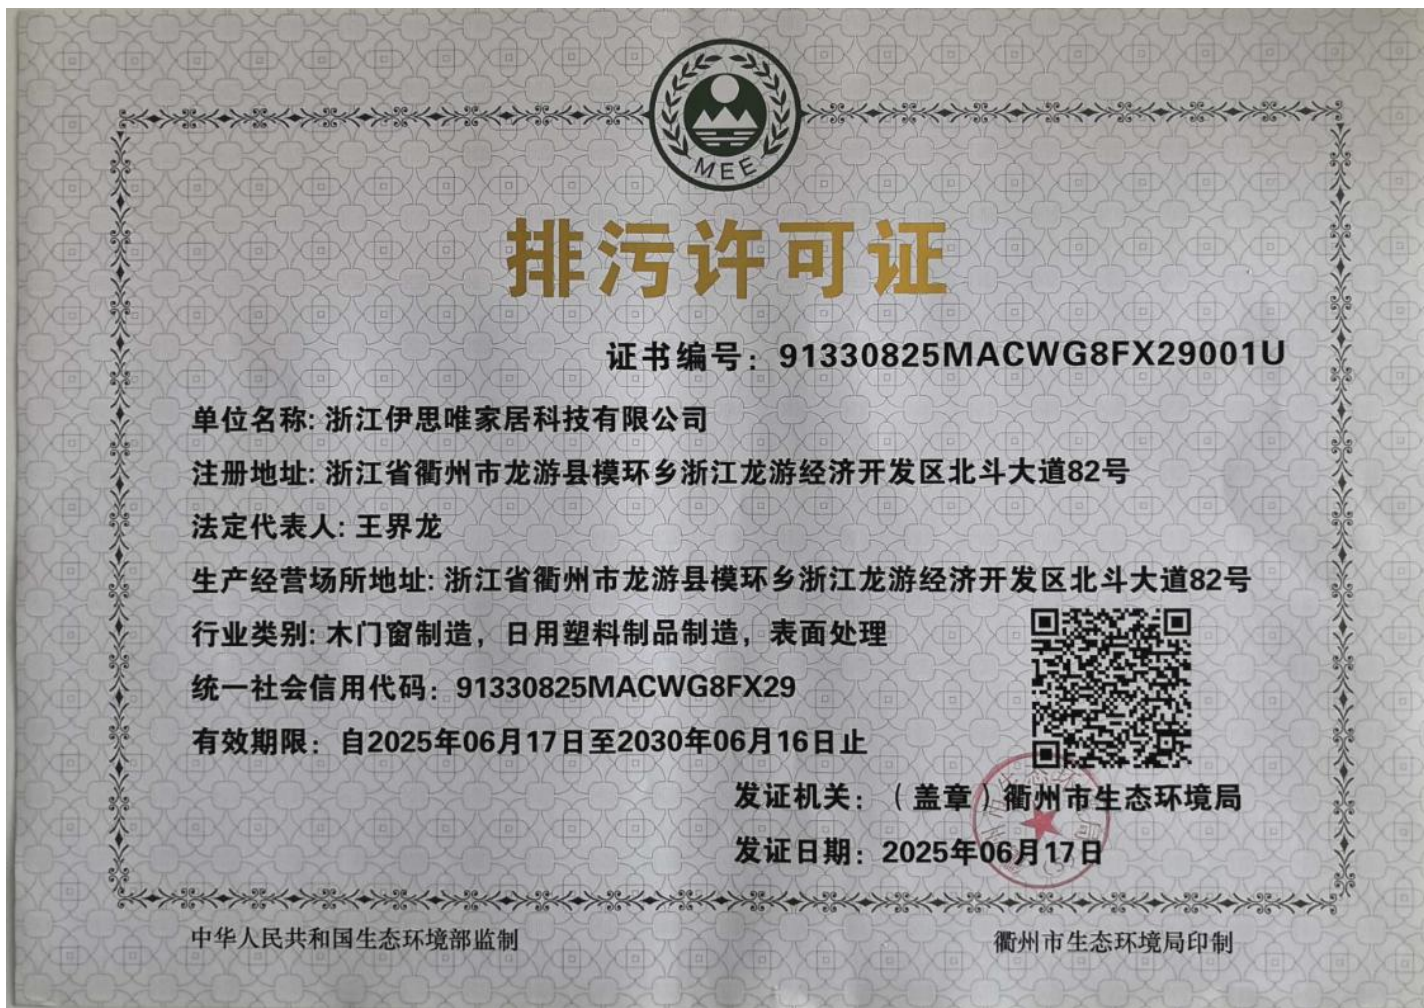 MEE
排污许可证
证书编号：91330825MACWG8FX29001U
单位名称:浙江伊思唯家居科技有限公司
注册地址:浙江省衢州市龙游县模环乡浙江龙游经济开发区北斗大道82号
法定代表人:王界龙
生产经营场所地址:浙江省衢州市龙游县模环乡浙江龙游经济开发区北斗大道82号
行业类别:木门窗制造，日用塑料制品制造，表面处理
统一社会信用代码：91330825MACWG8FX29
有效期限：自2025年06月17日至2030年06月16日止
发证机关：（盖章）衢州市生态环境局
发证日期：2025年06月17日
中华人民共和国生态环境部监制
衢州市生态环境局印制